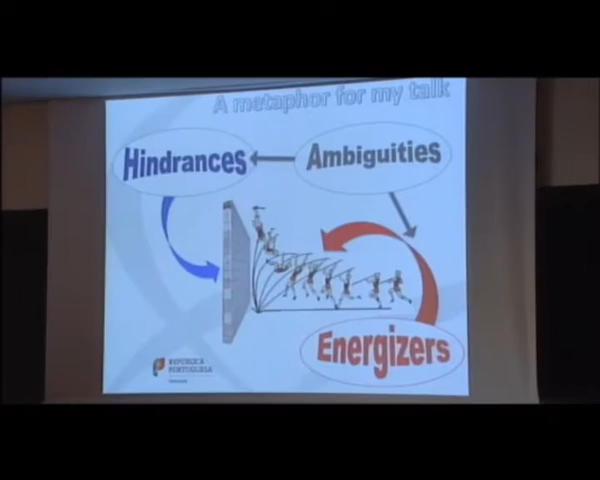 A metaphor for my talk
Hindrances
Ambiguities
Energizers
REPÚBLICA
PORTUGUESA